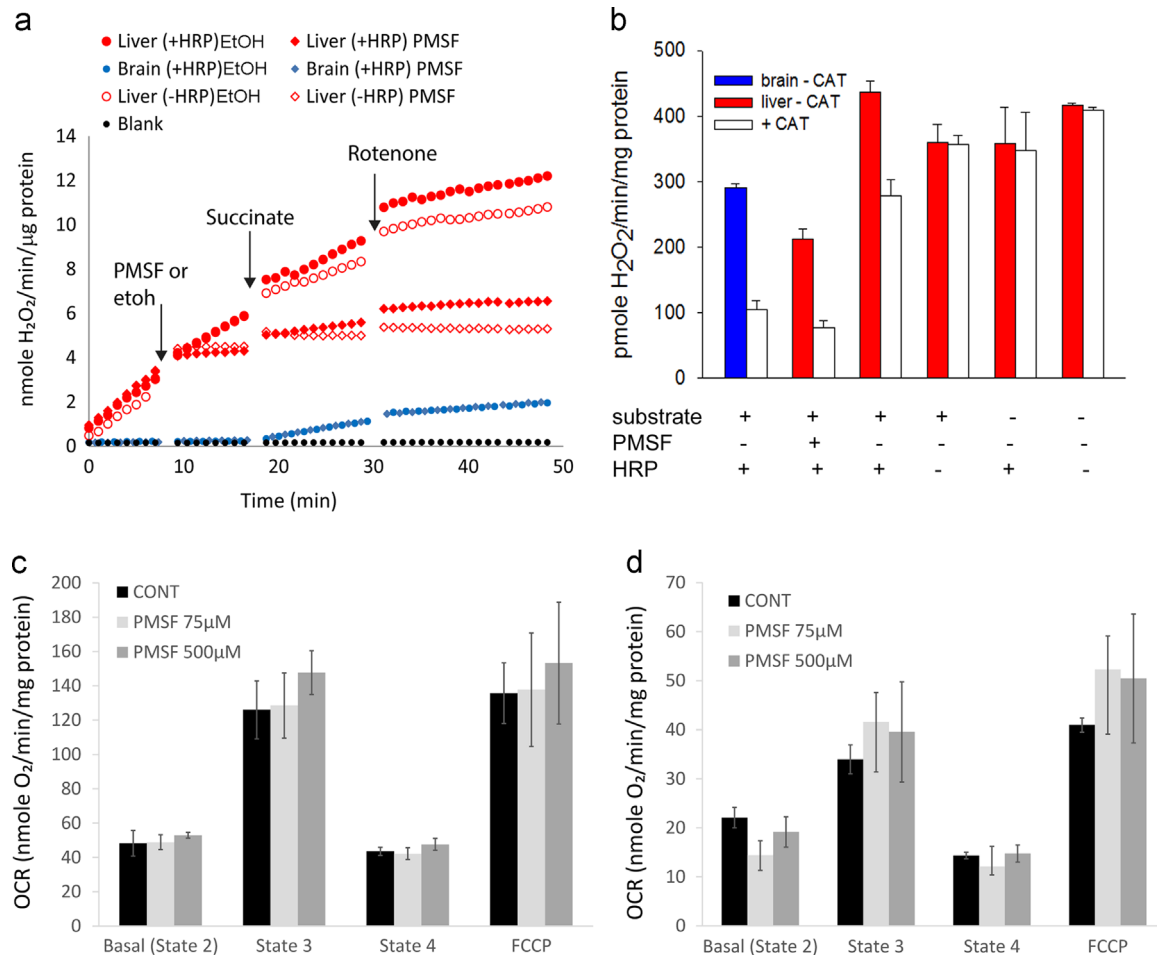 a
Liver (+HRP)EtOH
Liver (+HRP) PMSF
Brain (+HRP)EtOH
Brain (+HRP) PMSF
Liver (-HRP)EtOH
Liver (-HRP) PMSF
Blank
nmole H₂O₂/min/µg protein
14
12
10
8
6
4
2
0
PMSF or
etoh
Succinate
Rotenone
0 10 20 30 40 50
Time (min)
b
pmole H₂O₂/min/mg protein
500
400
300
200
100
0
brain - CAT
liver - CAT
+ CAT
substrate + + + + - -
PMSF - + - - - -
HRP + + + - + -
c
OCR (nmole O₂/min/mg protein)
200
180
160
140
120
100
80
60
40
20
0
CONT
PMSF 75µM
PMSF 500µM
Basal (State 2) State 3 State 4 FCCP
d
OCR (nmole O₂/min/mg protein)
70
60
50
40
30
20
10
0
CONT
PMSF 75µM
PMSF 500µM
Basal (State 2) State 3 State 4 FCCP